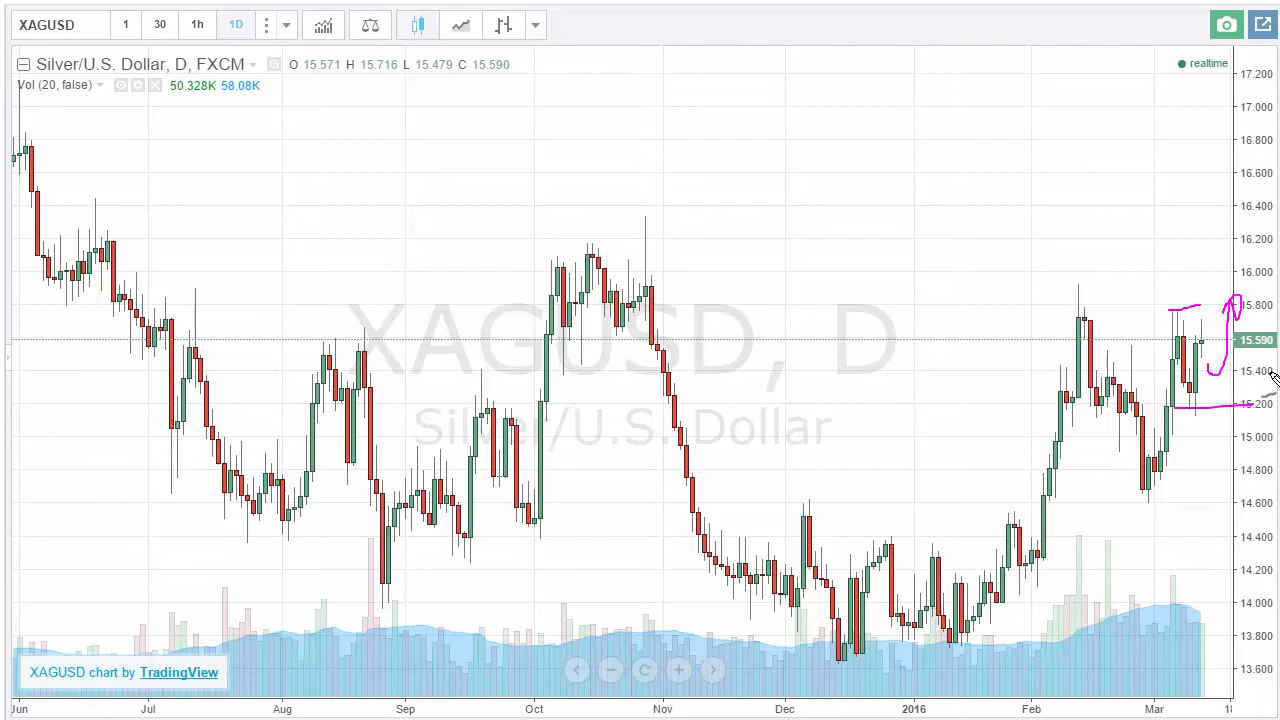 XAGUSD 1 30 1h 1D
Silver/U.S. Dollar, D, FXCM O 15.571 H 15.716 L 15.479 C 15.590
realtime
Vol (20, false) 50.328K 58.08K
XAGUSD, D
Silver/U.S. Dollar
17.200
17.000
16.800
16.600
16.400
16.200
16.000
15.800
15.590
15.400
15.200
15.000
14.800
14.600
14.400
14.200
14.000
13.800
13.600
XAGUSD chart by TradingView
Jun Jul Aug Sep Oct Nov Dec 2016 Feb Mar 18